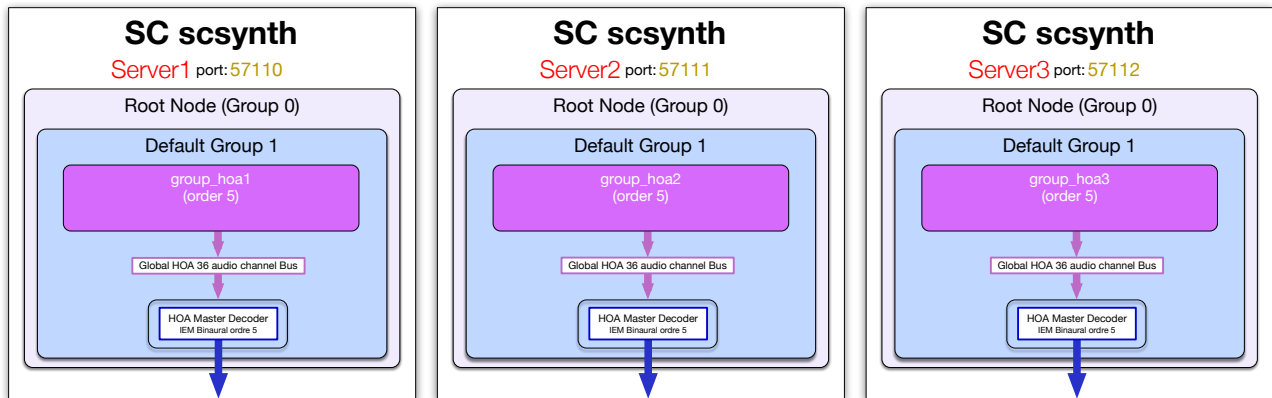 SC scsynth
Server1 port: 57110
Root Node (Group 0)
Default Group 1
group_hoa1
(order 5)
Global HOA 36 audio channel Bus
HOA Master Decoder
IEM Binaural ordre 5
SC scsynth
Server2 port: 57111
Root Node (Group 0)
Default Group 1
group_hoa2
(order 5)
Global HOA 36 audio channel Bus
HOA Master Decoder
IEM Binaural ordre 5
SC scsynth
Server3 port: 57112
Root Node (Group 0)
Default Group 1
group_hoa3
(order 5)
Global HOA 36 audio channel Bus
HOA Master Decoder
IEM Binaural ordre 5